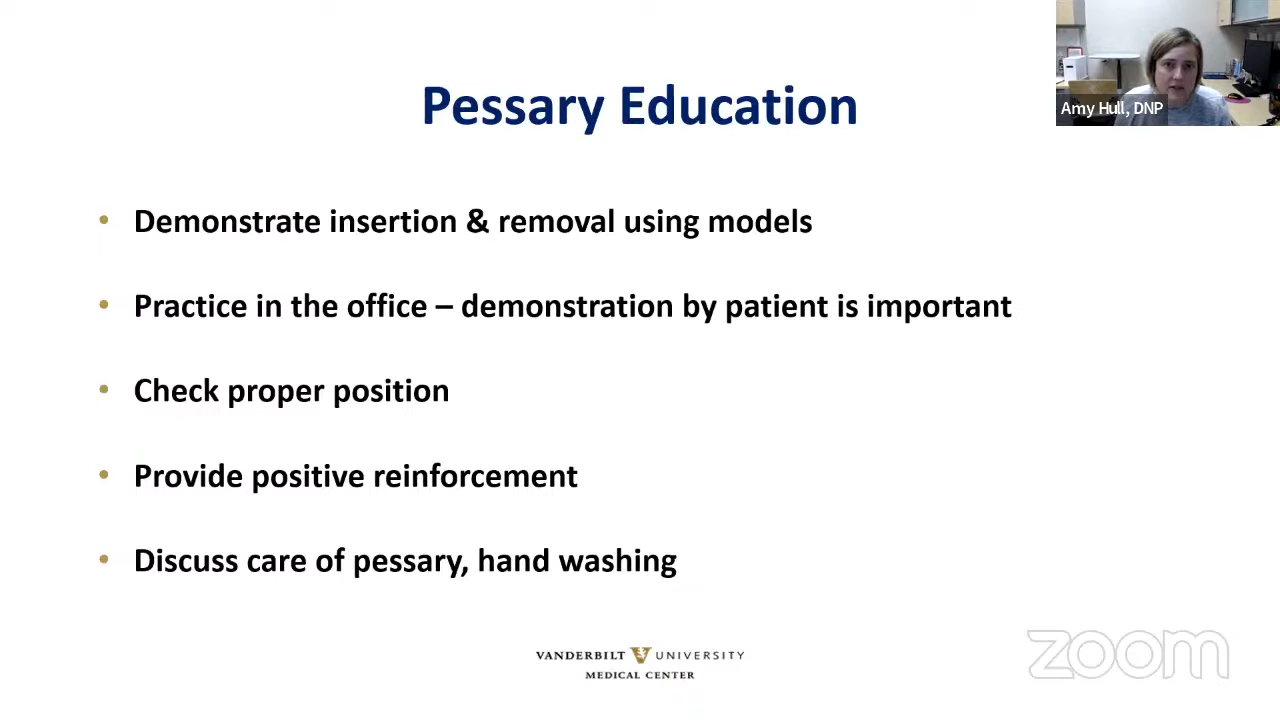 Pessary Education
Amy Hull, DNP
• Demonstrate insertion & removal using models
• Practice in the office – demonstration by patient is important
• Check proper position
• Provide positive reinforcement
• Discuss care of pessary, hand washing
VANDERBILT UNIVERSITY
MEDICAL CENTER
zoom